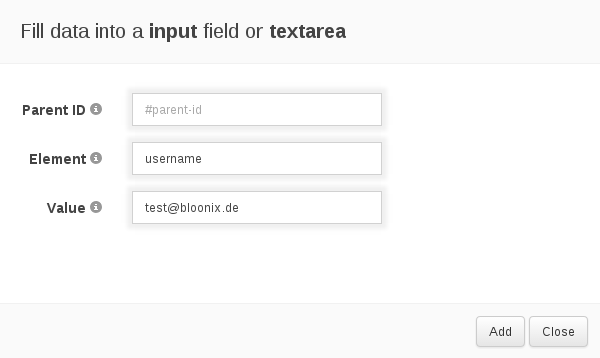 Fill data into a input field or textarea
Parent ID
#parent-id
Element
username
Value
test@bloonix.de
Add
Close